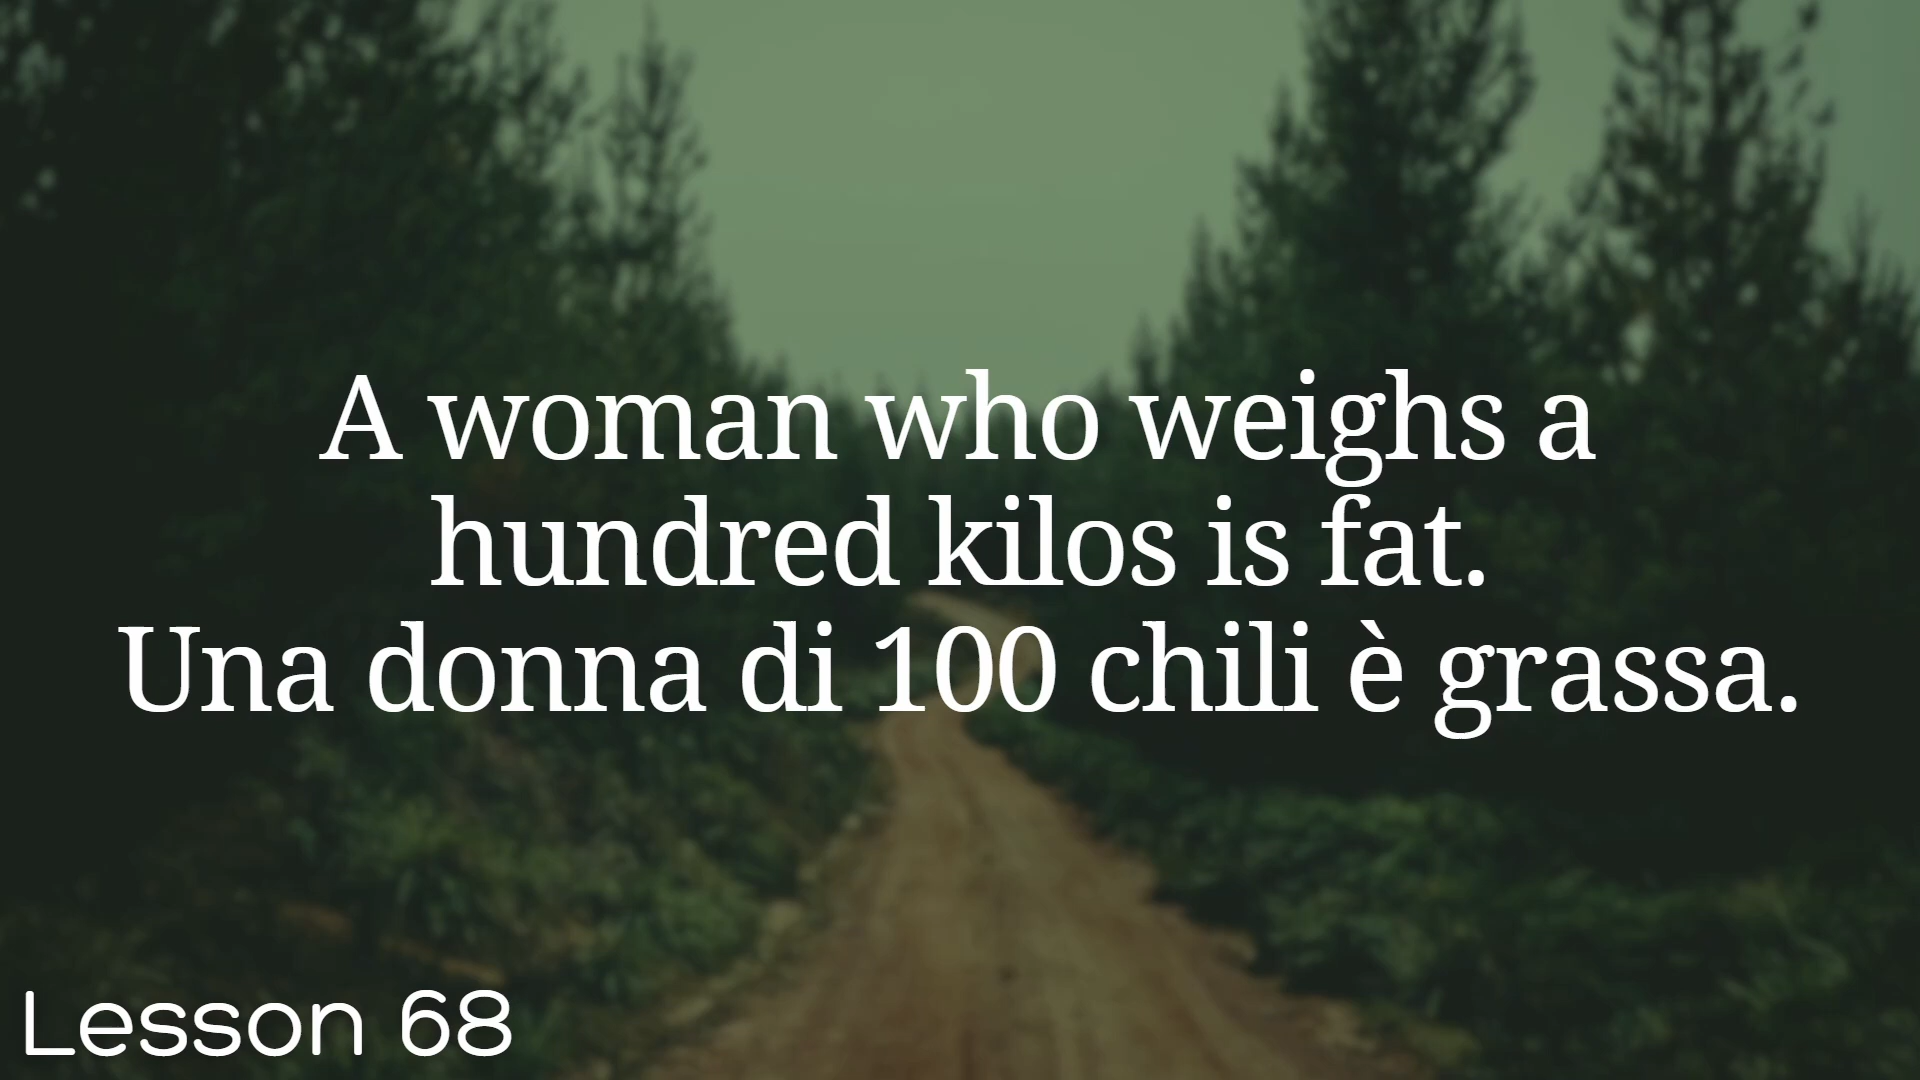 A woman who weighs a
hundred kilos is fat.
Una donna di 100 chili è grassa.
Lesson 68